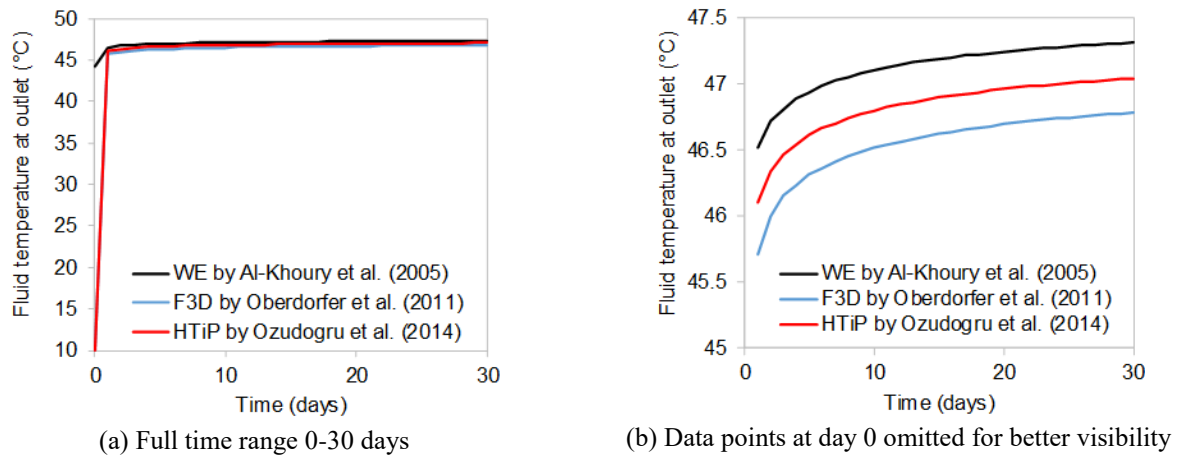 50
45
40
35
30
25
20
15
10
Fluid temperature at outlet (°C)
WE by Al-Khoury et al. (2005)
F3D by Oberdorfer et al. (2011)
HTiP by Ozudogru et al. (2014)
0 10 20 30
Time (days)
(a) Full time range 0-30 days
47.5
47
46.5
46
45.5
45
Fluid temperature at outlet (°C)
WE by Al-Khoury et al. (2005)
F3D by Oberdorfer et al. (2011)
HTiP by Ozudogru et al. (2014)
0 10 20 30
Time (days)
(b) Data points at day 0 omitted for better visibility